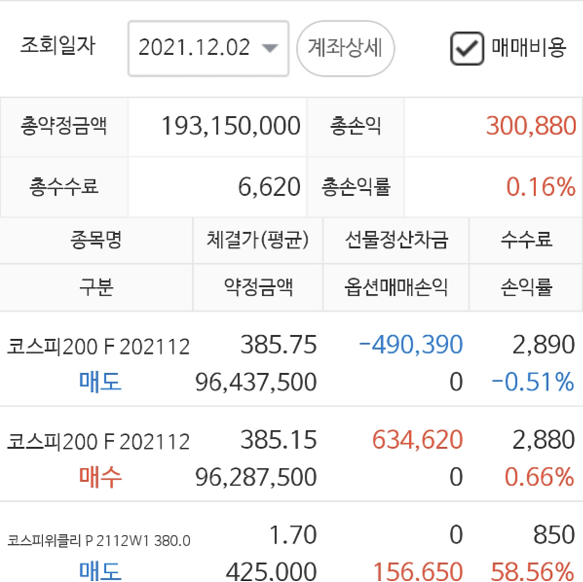 조회일자 2021.12.02 계좌상세 매매비용
총약정금액 193,150,000 총손익 300,880
총수수료 6,620 총손익률 0.16%
종목명 체결가(평균) 선물정산차금 수수료
구분 약정금액 옵션매매손익 손익률
코스피200 F 202112 385.75 -490,390 2,890
매도 96,437,500 0 -0.51%
코스피200 F 202112 385.15 634,620 2,880
매수 96,287,500 0 0.66%
코스피위클리 P 2112W1 380.0 1.70 0 850
매도 425,000 156,650 58.56%